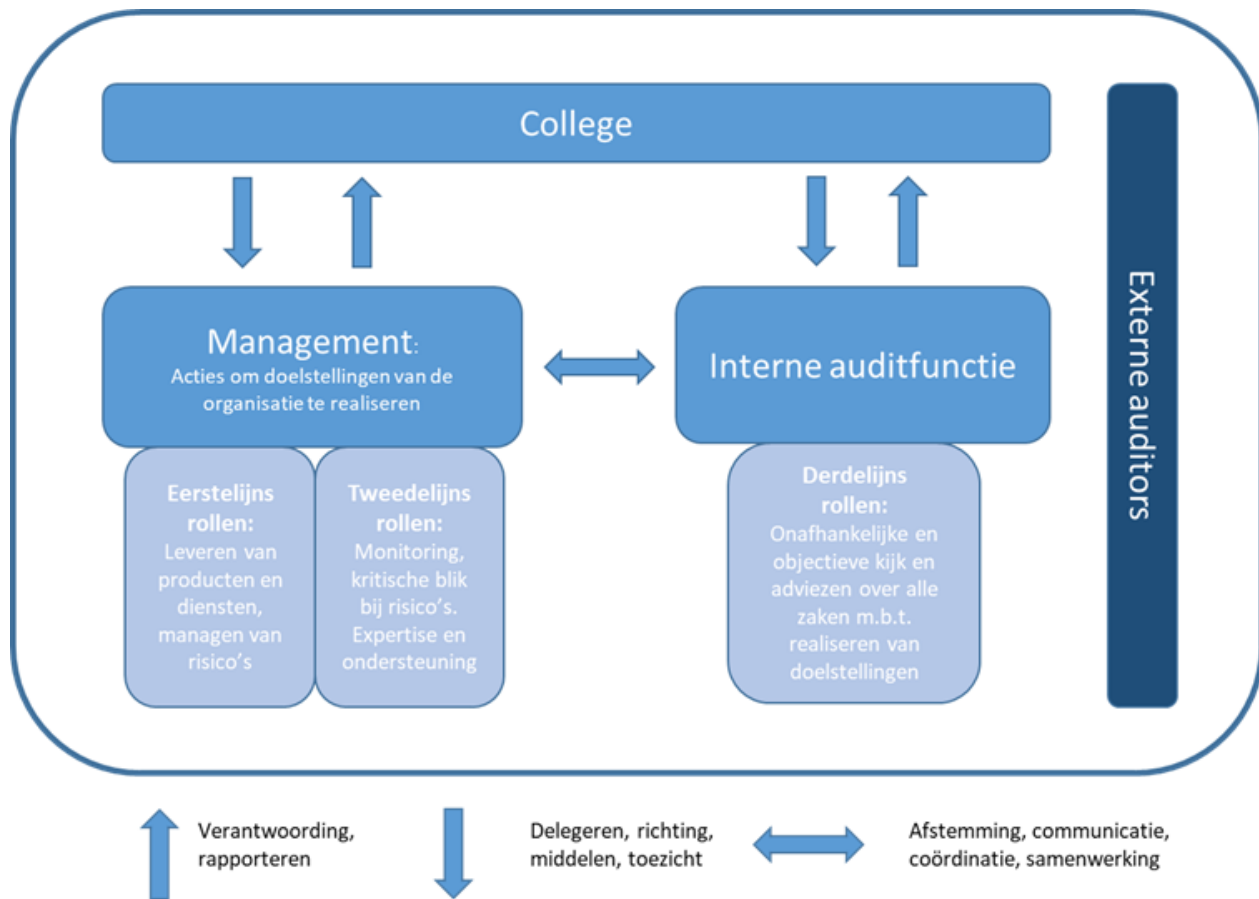 College
Management:
Acties om doelstellingen van de
organisatie te realiseren
Interne auditfunctie
Eerstelijns
rollen:
Leveren van
producten en
diensten,
managen van
risico's
Tweedelijns
rollen:
Monitoring,
kritische blik
bij risico's.
Expertise en
ondersteuning
Derdelijns
rollen:
Onafhankelijke en
objectieve kijk en
adviezen over alle
zaken m.b.t.
realiseren van
doelstellingen
Externe auditors
Verantwoording,
rapporteren
Delegeren, richting,
middelen, toezicht
Afstemming, communicatie,
coördinatie, samenwerking